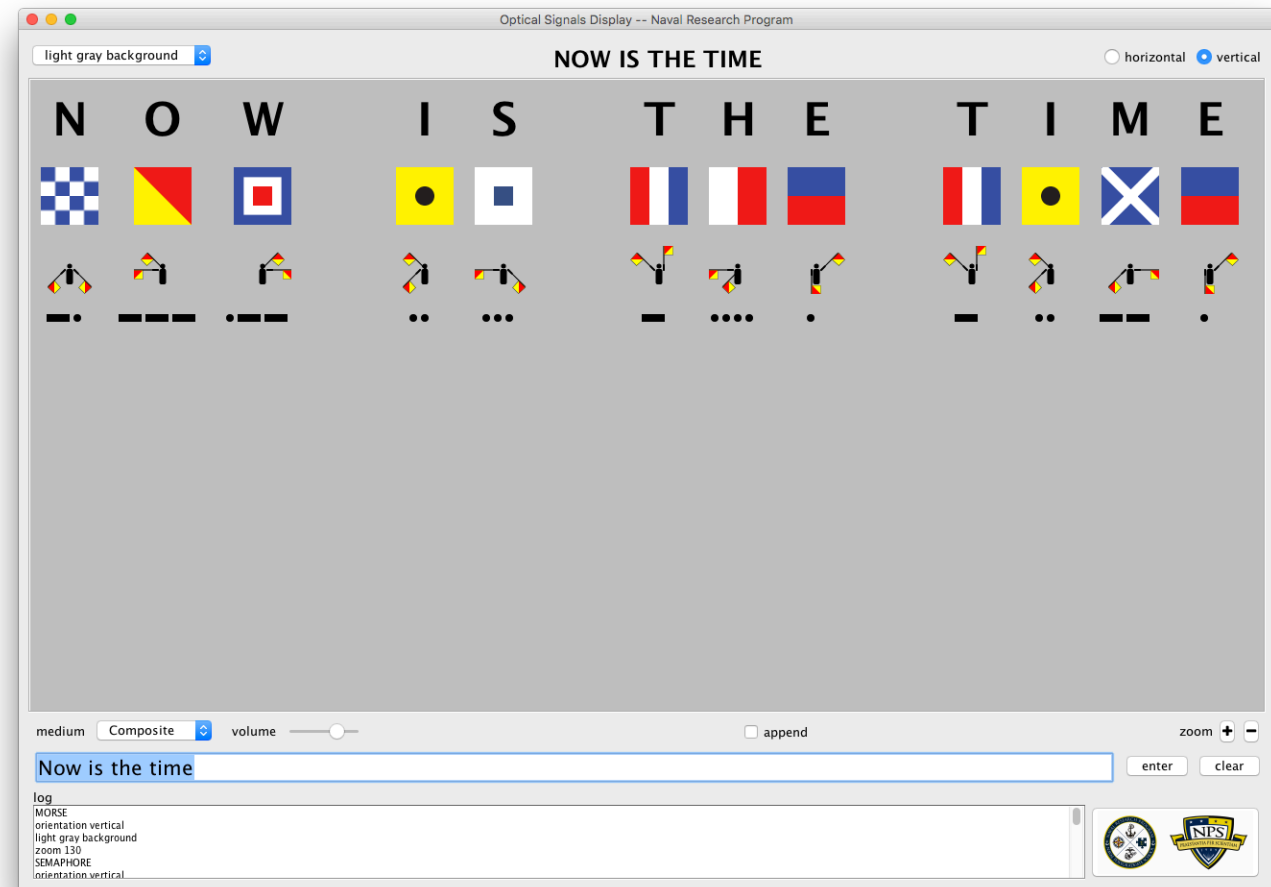 Optical Signals Display -- Naval Research Program
light gray background NOW IS THE TIME horizontal vertical
N O W I S T H E T I M E
medium Composite volume append zoom + -
Now is the time enter clear
log
MORSE
orientation vertical
light gray background
zoom 130
SEMAPHORE
orientation vertical
NPS